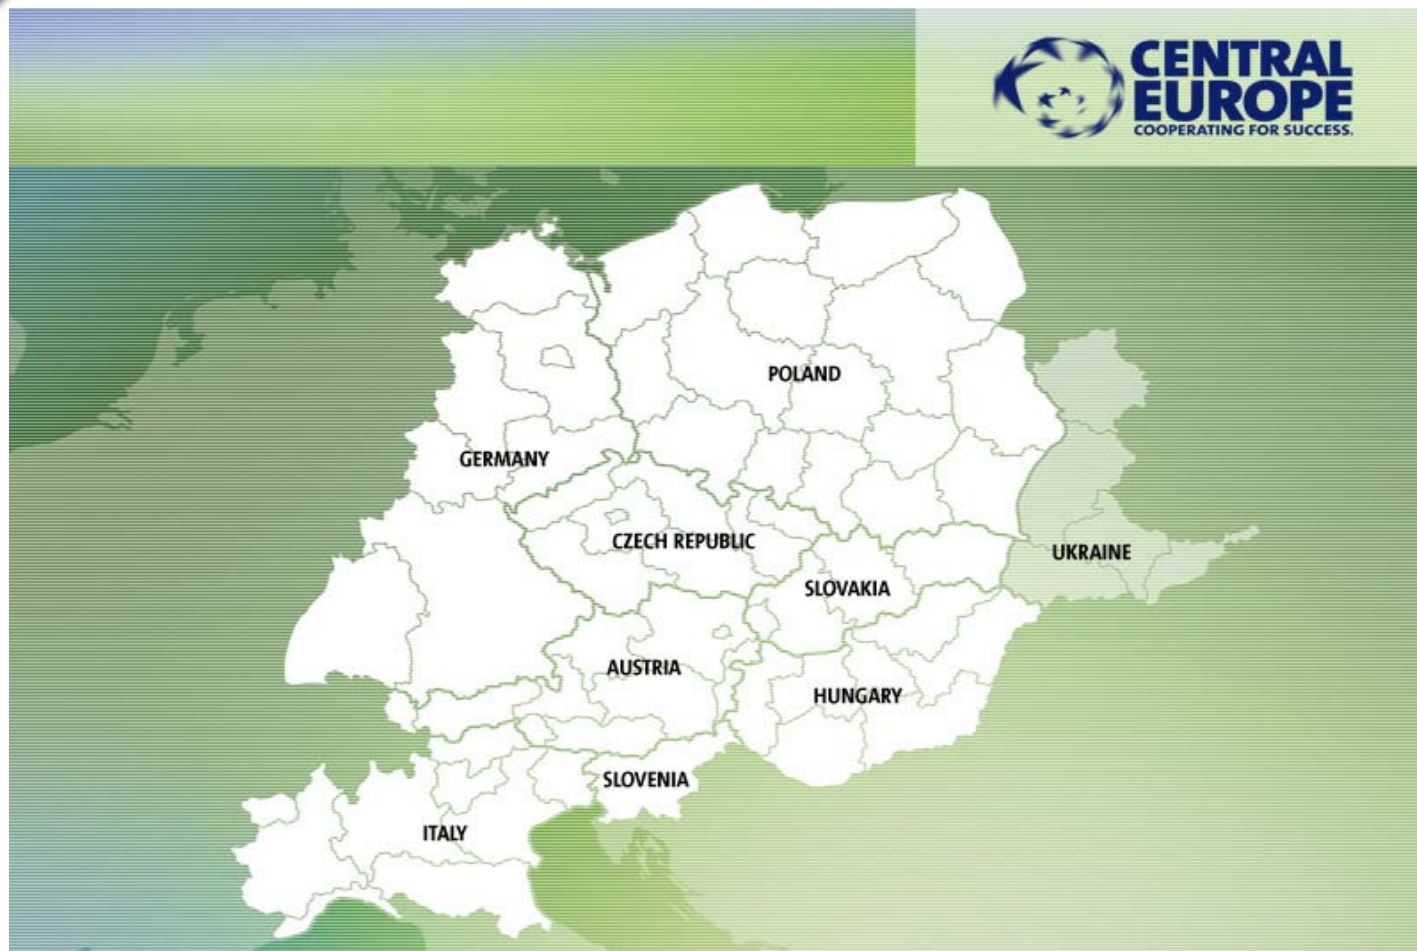 CENTRAL
EUROPE
COOPERATING FOR SUCCESS.
POLAND
GERMANY
CZECH REPUBLIC
UKRAINE
SLOVAKIA
AUSTRIA
HUNGARY
SLOVENIA
ITALY